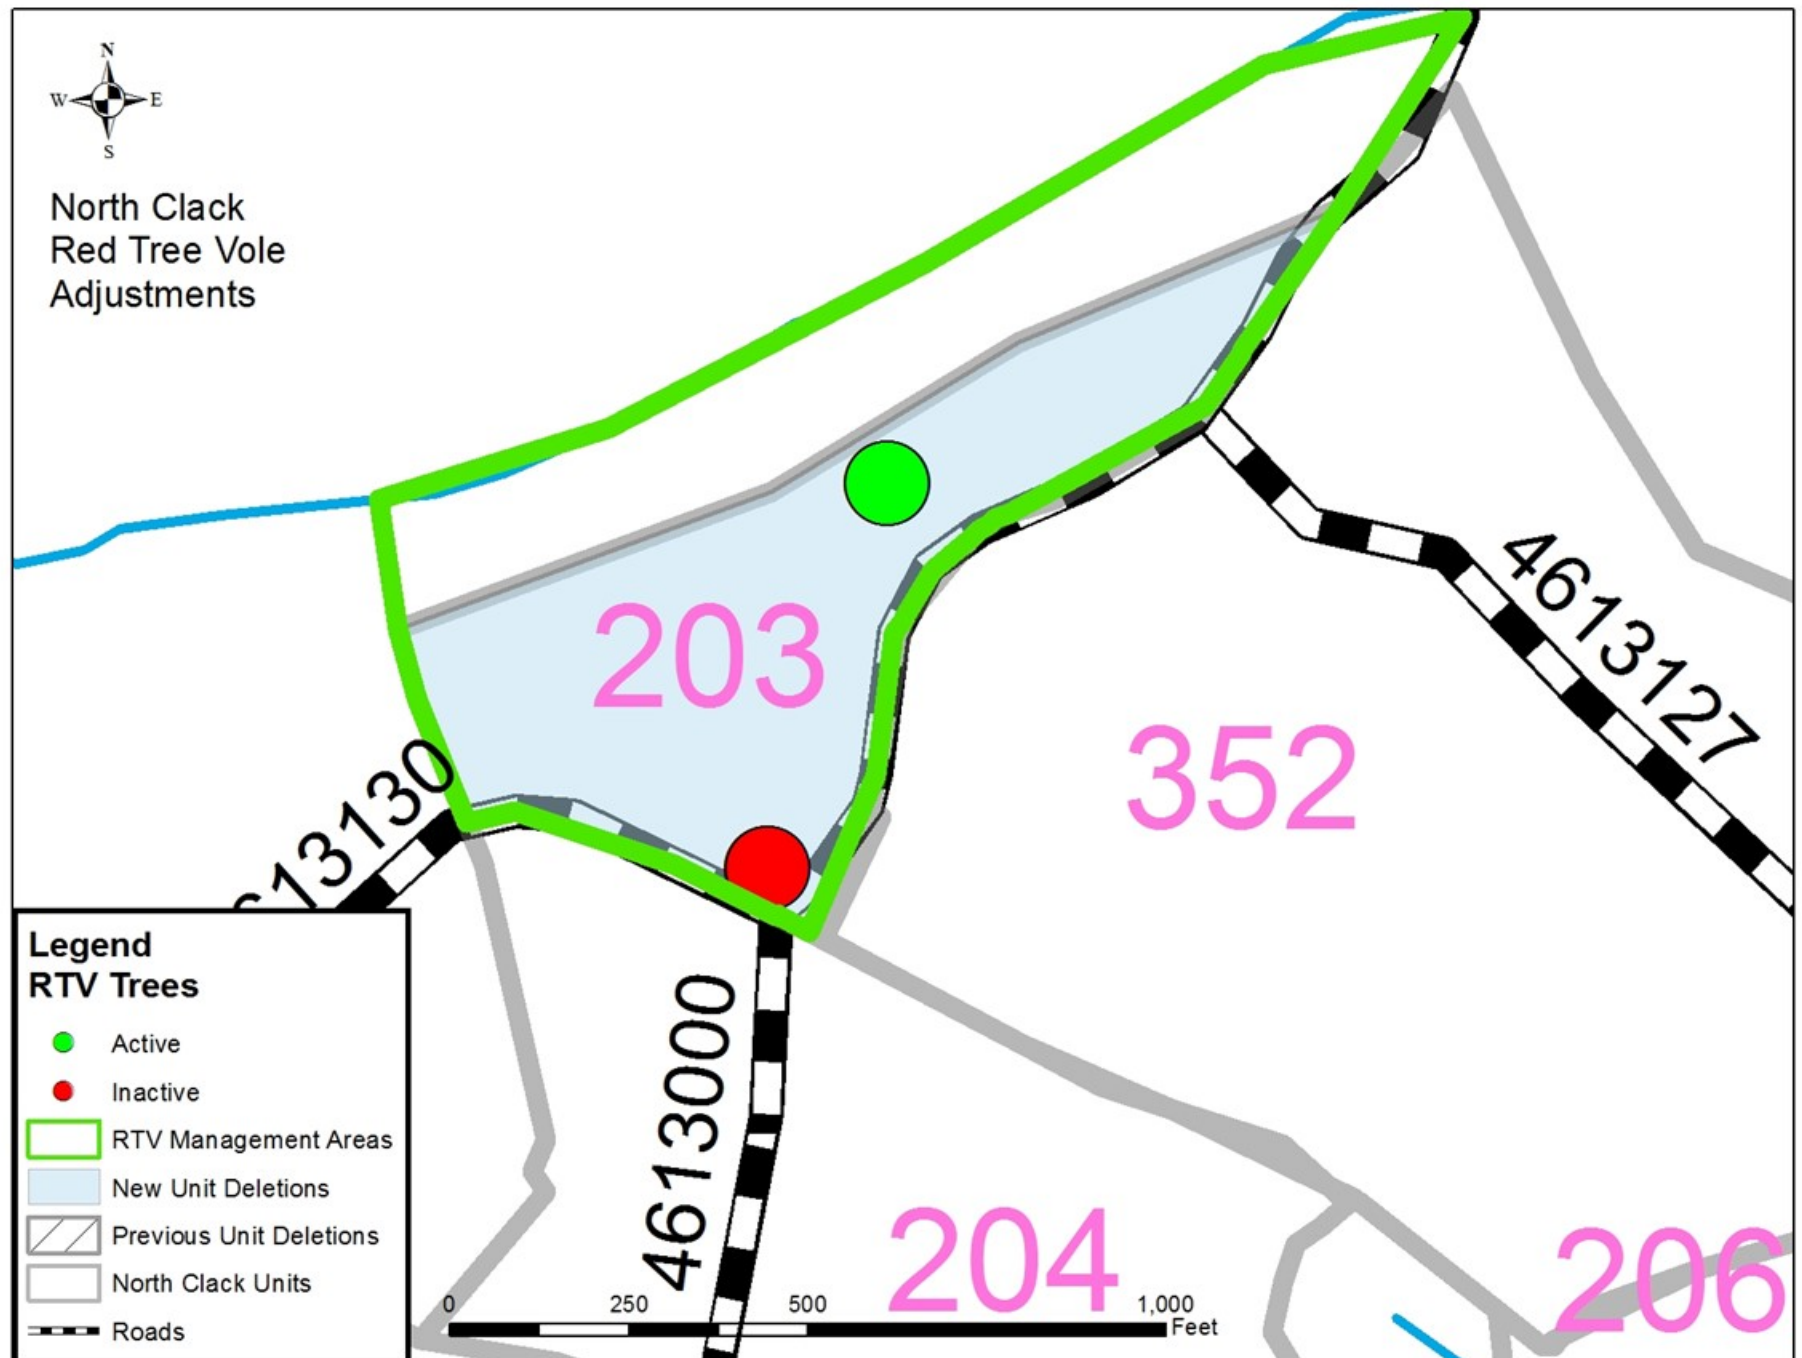 N
W E
S
North Clack
Red Tree Vole
Adjustments
203
352
4613127
13130
4613000
204
206
Legend
RTV Trees
Active
Inactive
RTV Management Areas
New Unit Deletions
Previous Unit Deletions
North Clack Units
Roads
0 250 500 1,000
Feet